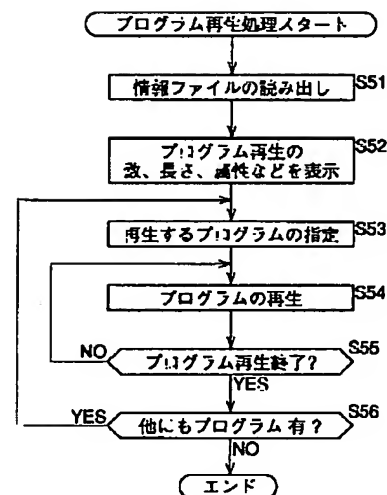 プログラム再生処理スタート
情報ファイルの読み出し
S51
プログラム再生の
改、長さ、属性などを表示
S52
再生するプログラムの指定
S53
プログラムの再生
S54
プログラム再生終了?
S55
NO
YES
他にもプログラム有?
S56
YES
NO
エンド